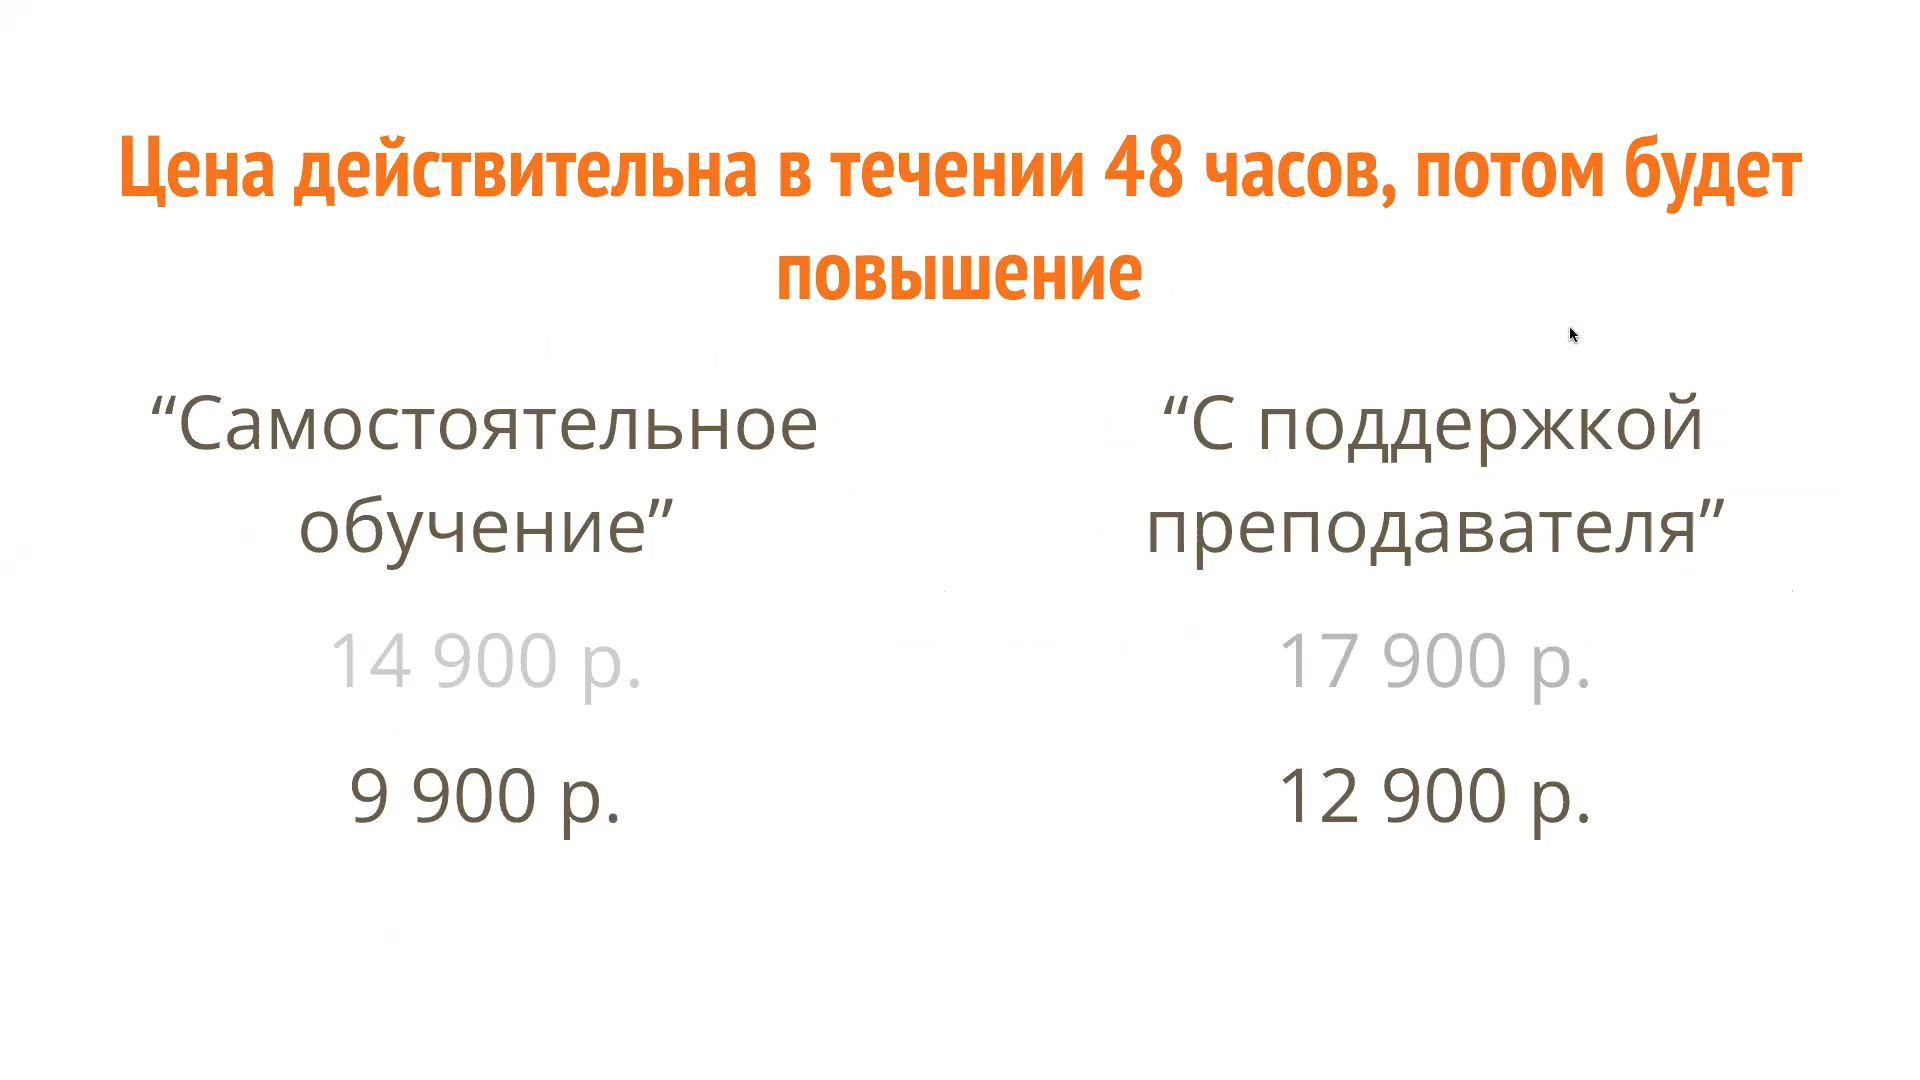 Цена действительна в течении 48 часов, потом будет
повышение
“Самостоятельное
обучение”
14 900 р.
9 900 р.
“С поддержкой
преподавателя”
17 900 р.
12 900 р.